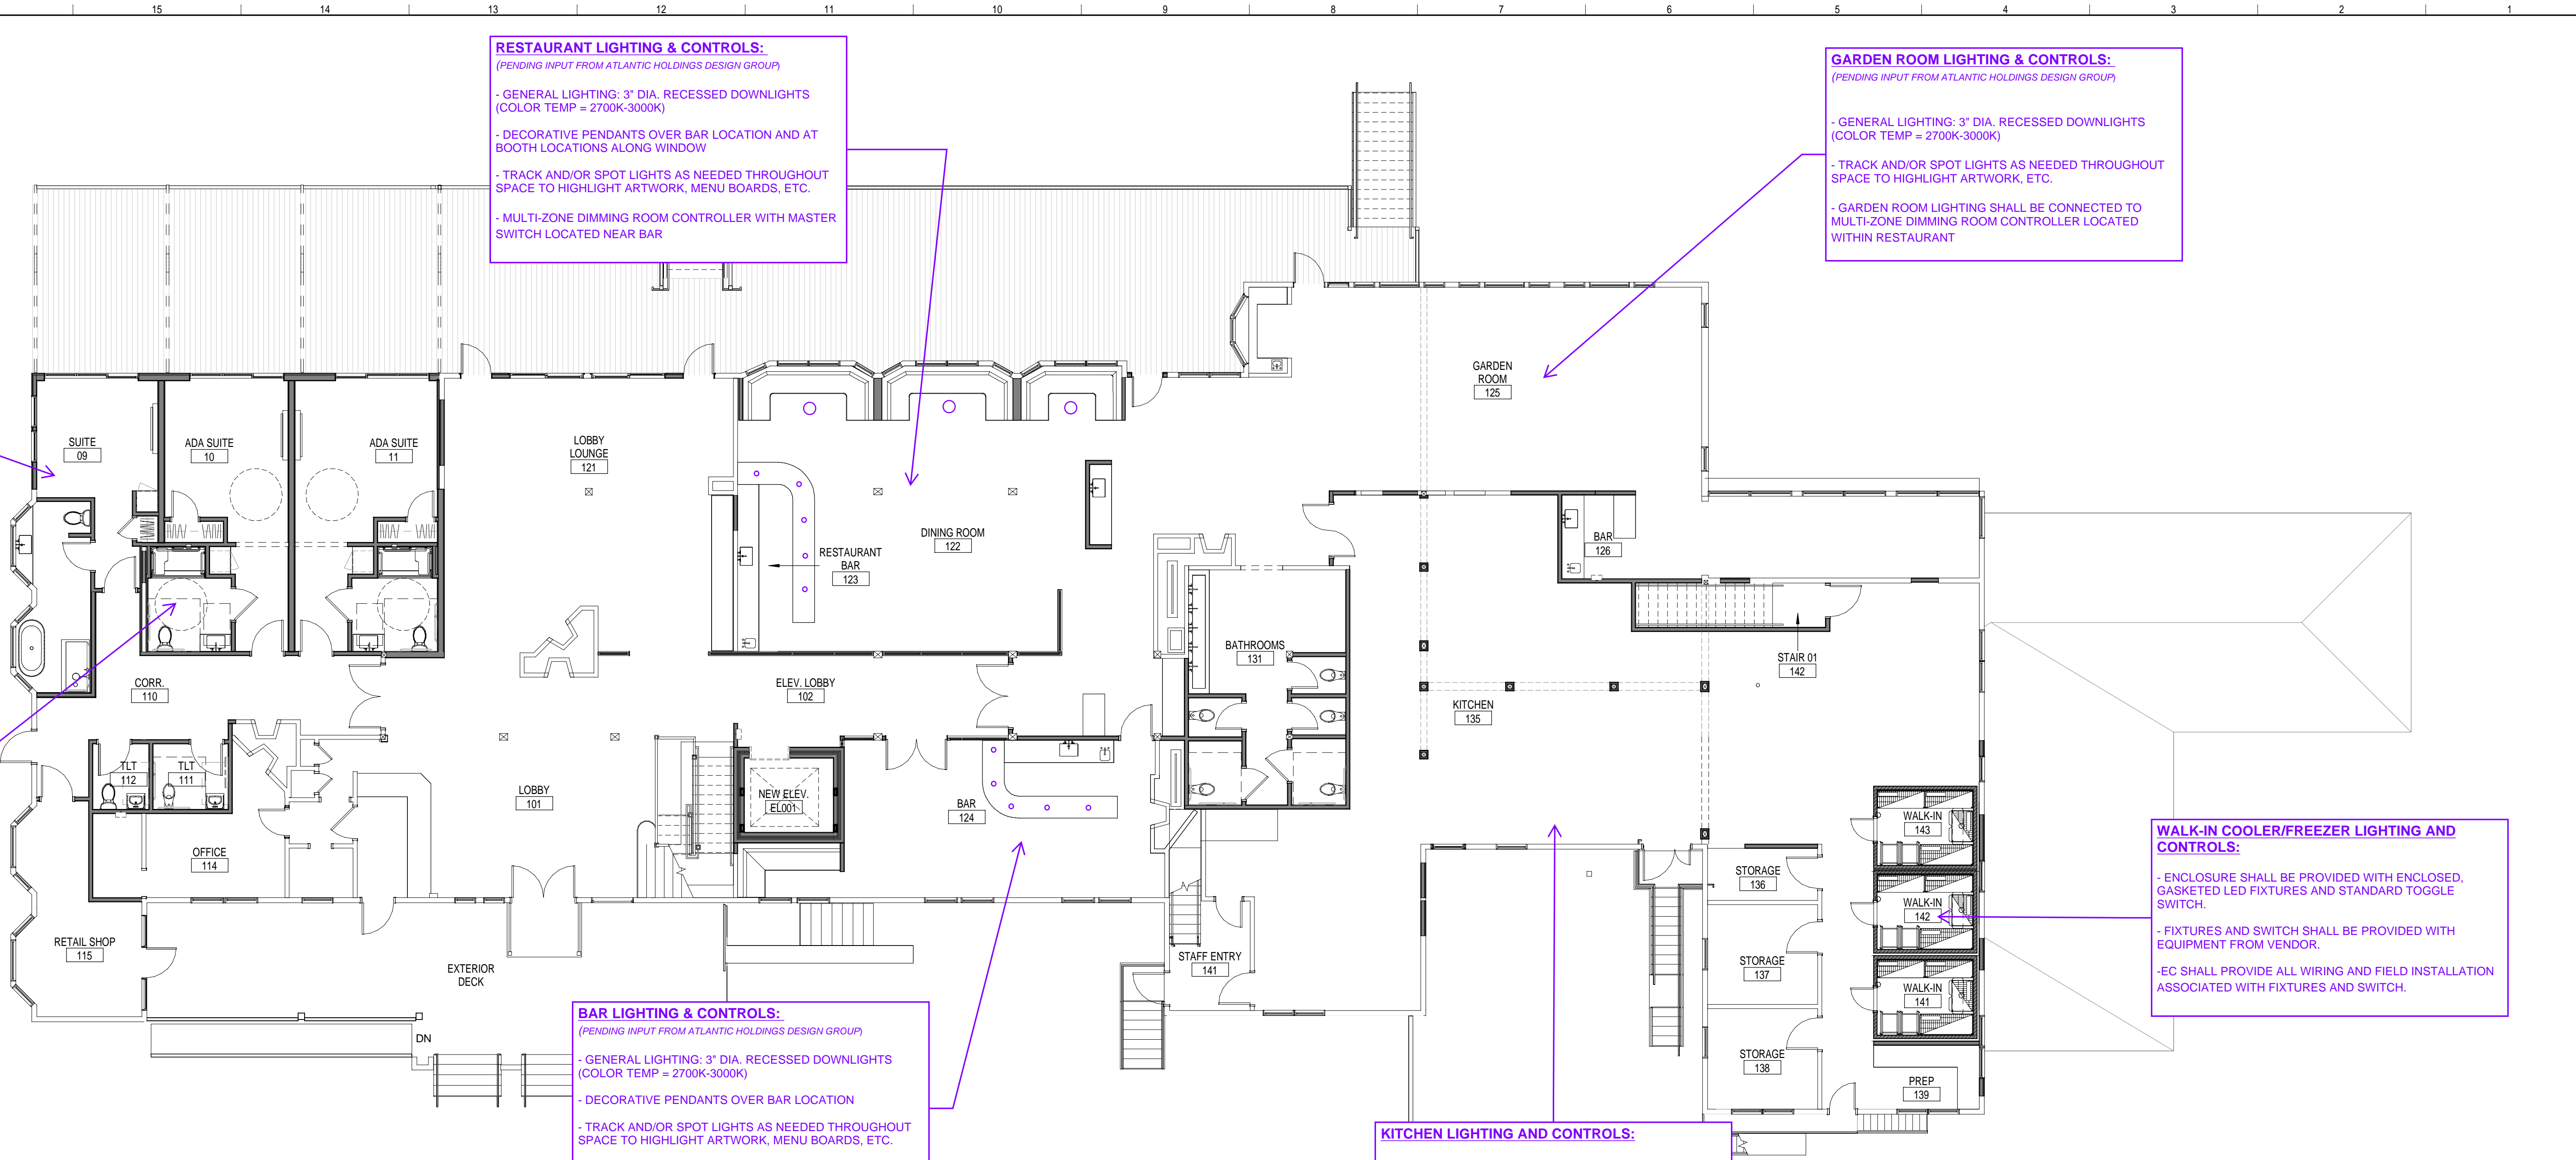 15 14 13 12 11 10 9 8 7 6 5 4 3 2 1
RESTAURANT LIGHTING & CONTROLS:
(PENDING INPUT FROM ATLANTIC HOLDINGS DESIGN GROUP)
- GENERAL LIGHTING: 3" DIA. RECESSED DOWNLIGHTS
(COLOR TEMP = 2700K-3000K)
- DECORATIVE PENDANTS OVER BAR LOCATION AND AT
BOOTH LOCATIONS ALONG WINDOW
- TRACK AND/OR SPOT LIGHTS AS NEEDED THROUGHOUT
SPACE TO HIGHLIGHT ARTWORK, MENU BOARDS, ETC.
- MULTI-ZONE DIMMING ROOM CONTROLLER WITH MASTER
SWITCH LOCATED NEAR BAR
GARDEN ROOM LIGHTING & CONTROLS:
(PENDING INPUT FROM ATLANTIC HOLDINGS DESIGN GROUP)
- GENERAL LIGHTING: 3" DIA. RECESSED DOWNLIGHTS
(COLOR TEMP = 2700K-3000K)
- TRACK AND/OR SPOT LIGHTS AS NEEDED THROUGHOUT
SPACE TO HIGHLIGHT ARTWORK, ETC.
- GARDEN ROOM LIGHTING SHALL BE CONNECTED TO
MULTI-ZONE DIMMING ROOM CONTROLLER LOCATED
WITHIN RESTAURANT
SUITE
09
ADA SUITE
10
ADA SUITE
11
LOBBY
LOUNGE
121
GARDEN
ROOM
125
DINING ROOM
122
RESTAURANT
BAR
123
BAR
126
BATHROOMS
131
STAIR 01
142
CORR.
110
ELEV. LOBBY
102
KITCHEN
135
TLT
112
TLT
111
LOBBY
101
NEW ELEV.
EL001
BAR
124
OFFICE
114
WALK-IN
143
STORAGE
136
WALK-IN
142
RETAIL SHOP
115
EXTERIOR
DECK
STAFF ENTRY
141
STORAGE
137
WALK-IN
141
DN
STORAGE
138
PREP
139
WALK-IN COOLER/FREEZER LIGHTING AND
CONTROLS:
- ENCLOSURE SHALL BE PROVIDED WITH ENCLOSED,
GASKETED LED FIXTURES AND STANDARD TOGGLE
SWITCH.
- FIXTURES AND SWITCH SHALL BE PROVIDED WITH
EQUIPMENT FROM VENDOR.
-EC SHALL PROVIDE ALL WIRING AND FIELD INSTALLATION
ASSOCIATED WITH FIXTURES AND SWITCH.
BAR LIGHTING & CONTROLS:
(PENDING INPUT FROM ATLANTIC HOLDINGS DESIGN GROUP)
- GENERAL LIGHTING: 3" DIA. RECESSED DOWNLIGHTS
(COLOR TEMP = 2700K-3000K)
- DECORATIVE PENDANTS OVER BAR LOCATION
- TRACK AND/OR SPOT LIGHTS AS NEEDED THROUGHOUT
SPACE TO HIGHLIGHT ARTWORK, MENU BOARDS, ETC.
KITCHEN LIGHTING AND CONTROLS: